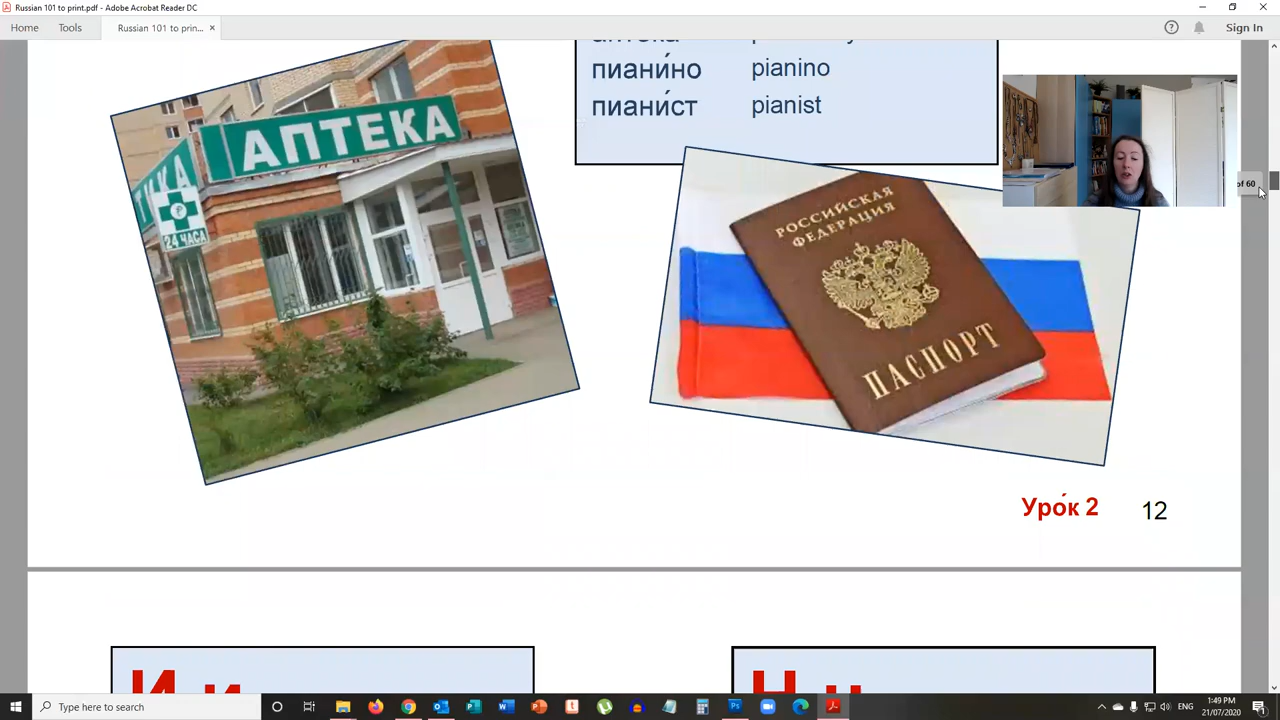 Russian 101 to print.pdf - Adobe Acrobat Reader DC
Home
Tools
Russian 101 to print...
×
Sign In
пиани́но pianino
пиани́ст pianist
АПТЕКА
24 ЧАСА
РОССИЙСКАЯ
ФЕДЕРАЦИЯ
ПАСПОРТ
of 60
Уро́к 2 12
И и
Н н
Type here to search
ENG
1:49 PM
21/07/2020